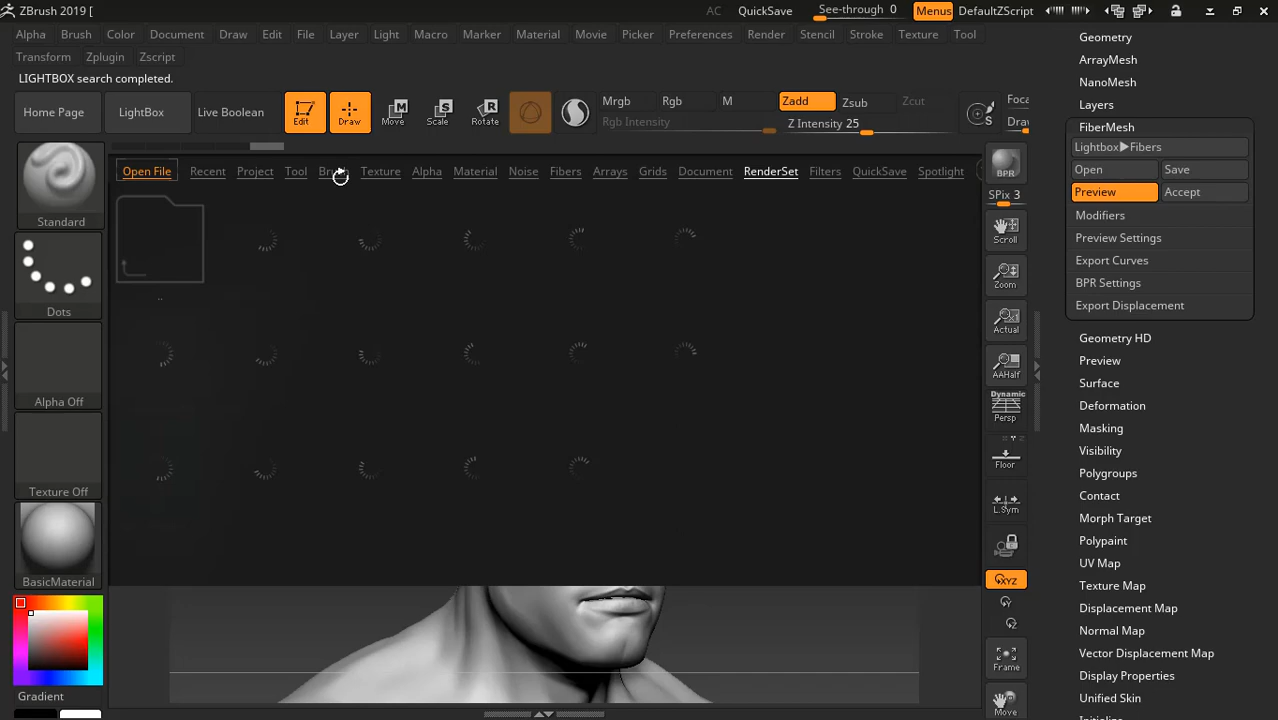 ZBrush 2019 [ AC QuickSave See-through 0 Menus DefaultZScript
Alpha Brush Color Document Draw Edit File Layer Light Macro Marker Material Movie Picker Preferences Render Stencil Stroke Texture Tool
Transform Zplugin Zscript
LIGHTBOX search completed.
Home Page LightBox Live Boolean Edit Draw Move Scale Rotate
Mrgb Rgb M Zadd Zsub Zcut Foca
Rgb Intensity Z Intensity 25 Drav
Open File Recent Project Tool Texture Alpha Material Noise Fibers Arrays Grids Document RenderSet Filters QuickSave Spotlight
..
Standard
Dots
Alpha Off
Texture Off
BasicMaterial
Gradient
BPR
SPix 3
Scroll
Zoom
Actual
AAHalf
Dynamic
Persp
Floor
L.Sym
XYZ
Y
Z
Frame
Move
Geometry
ArrayMesh
NanoMesh
Layers
FiberMesh
Lightbox▶Fibers
Open Save
Preview Accept
Modifiers
Preview Settings
Export Curves
BPR Settings
Export Displacement
Geometry HD
Preview
Surface
Deformation
Masking
Visibility
Polygroups
Contact
Morph Target
Polypaint
UV Map
Texture Map
Displacement Map
Normal Map
Vector Displacement Map
Display Properties
Unified Skin